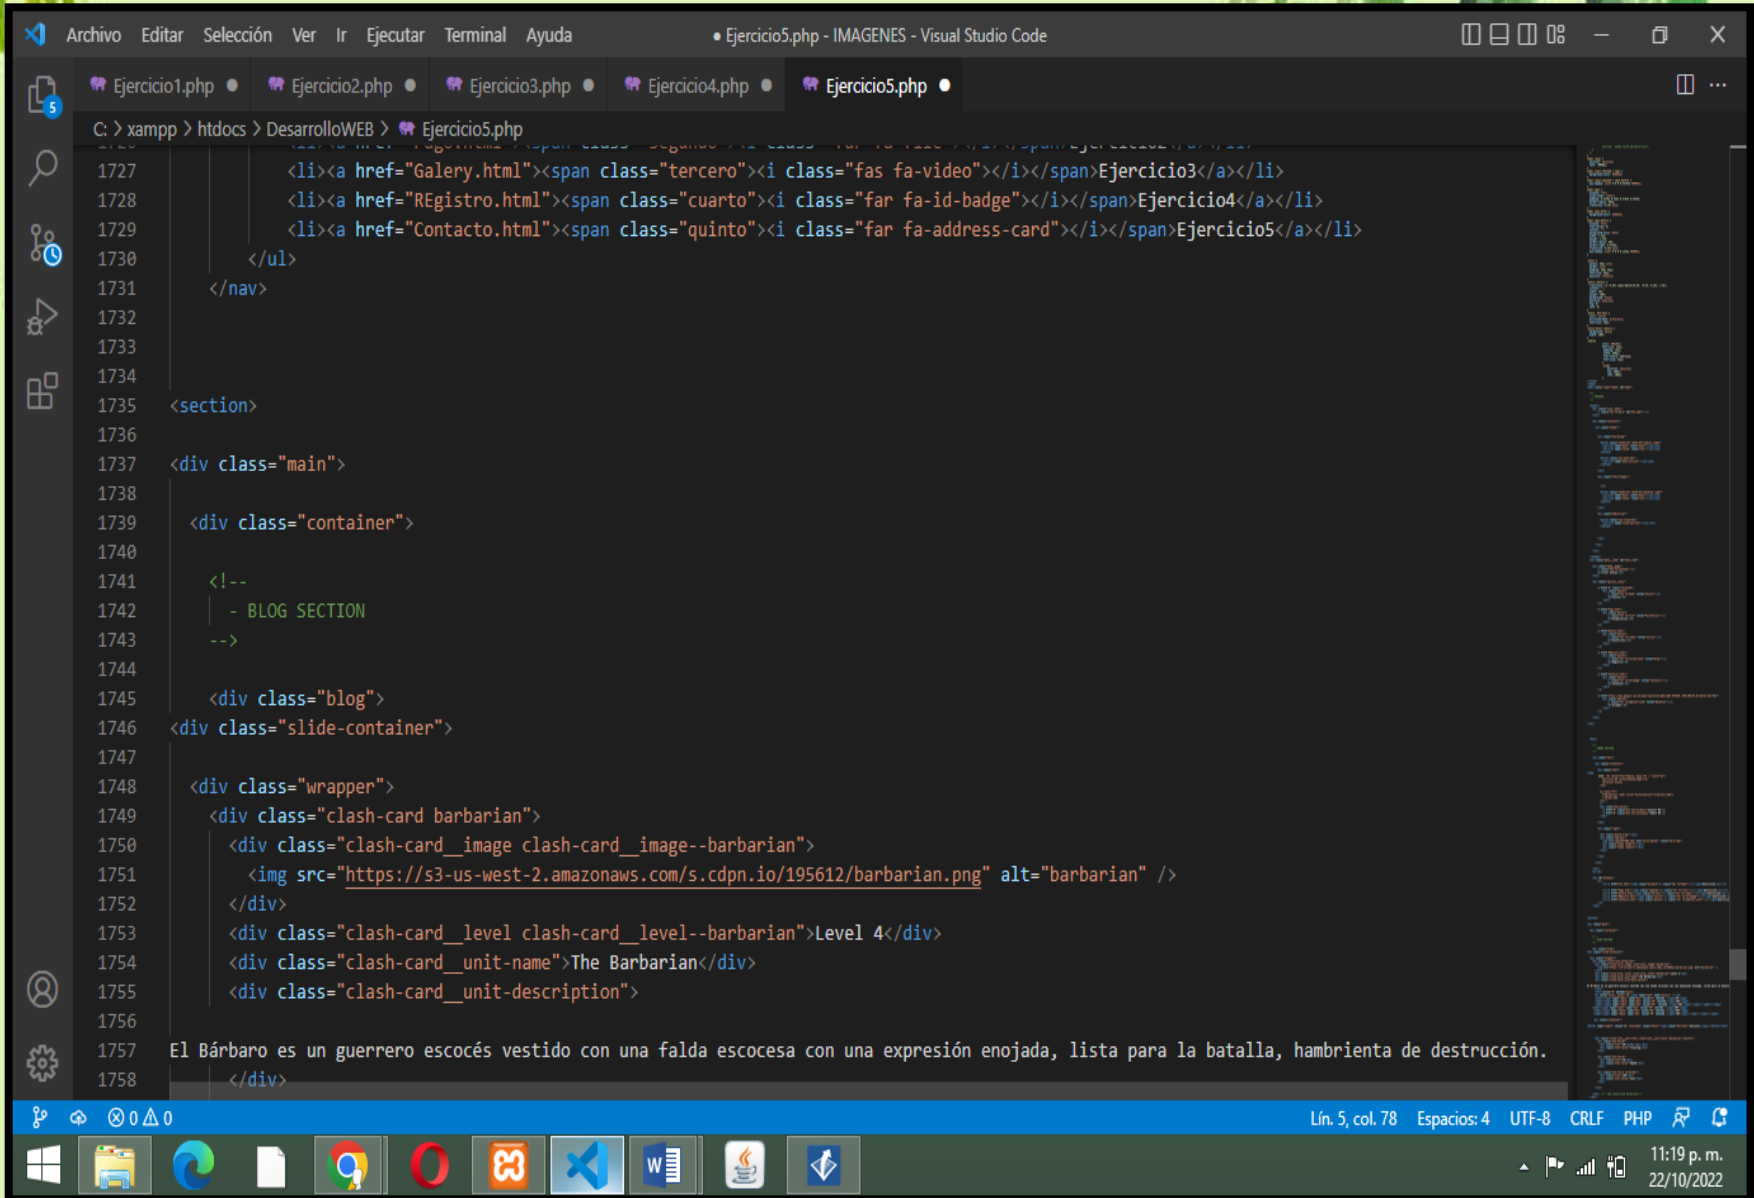 Archivo Editar Selección Ver Ir Ejecutar Terminal Ayuda
● Ejercicio5.php - IMAGENES - Visual Studio Code
Ejercicio1.php ● Ejercicio2.php ● Ejercicio3.php ● Ejercicio4.php ● Ejercicio5.php ●
C: > xampp > htdocs > DesarrolloWEB > Ejercicio5.php
5
1727 <li><a href="Galery.html"><span class="tercero"><i class="fas fa-video"></i></span>Ejercicio3</a></li>
1728 <li><a href="REgistro.html"><span class="cuarto"><i class="far fa-id-badge"></i></span>Ejercicio4</a></li>
1729 <li><a href="Contacto.html"><span class="quinto"><i class="far fa-address-card"></i></span>Ejercicio5</a></li>
1730 </ul>
1731 </nav>
1732
1733
1734
1735 <section>
1736
1737 <div class="main">
1738
1739 <div class="container">
1740
1741 <!--
1742 - BLOG SECTION
1743 -->
1744
1745 <div class="blog">
1746 <div class="slide-container">
1747
1748 <div class="wrapper">
1749 <div class="clash-card barbarian">
1750 <div class="clash-card__image clash-card__image--barbarian">
1751 <img src="https://s3-us-west-2.amazonaws.com/s.cdpn.io/195612/barbarian.png" alt="barbarian" />
1752 </div>
1753 <div class="clash-card__level clash-card__level--barbarian">Level 4</div>
1754 <div class="clash-card__unit-name">The Barbarian</div>
1755 <div class="clash-card__unit-description">
1756
1757 El Bárbaro es un guerrero escocés vestido con una falda escocesa con una expresión enojada, lista para la batalla, hambrienta de destrucción.
1758 </div>
0 0 Lín. 5, col. 78 Espacios: 4 UTF-8 CRLF PHP
11:19 p. m.
22/10/2022